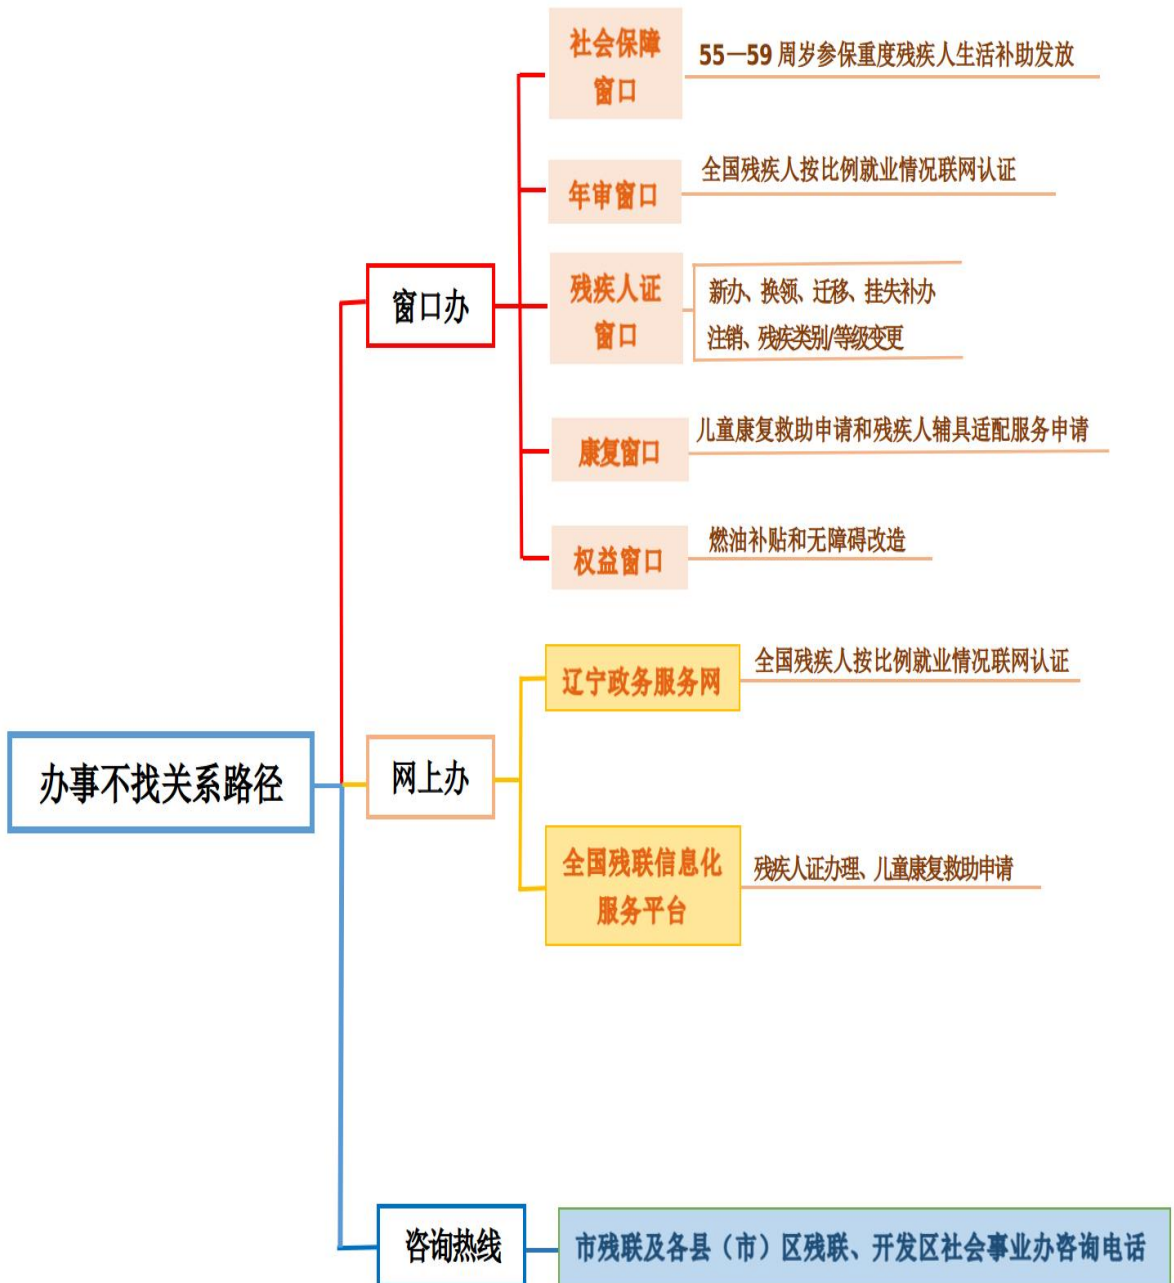 社会保障
窗口
55—59 周岁参保重度残疾人生活补助发放
年审窗口
全国残疾人按比例就业情况联网认证
窗口办
残疾人证
窗口
新办、换领、迁移、挂失补办
注销、残疾类别/等级变更
康复窗口
儿童康复救助申请和残疾人辅具适配服务申请
权益窗口
燃油补贴和无障碍改造
办事不找关系路径
网上办
辽宁政务服务网
全国残疾人按比例就业情况联网认证
全国残联信息化
服务平台
残疾人证办理、儿童康复救助申请
咨询热线
市残联及各县（市）区残联、开发区社会事业办咨询电话